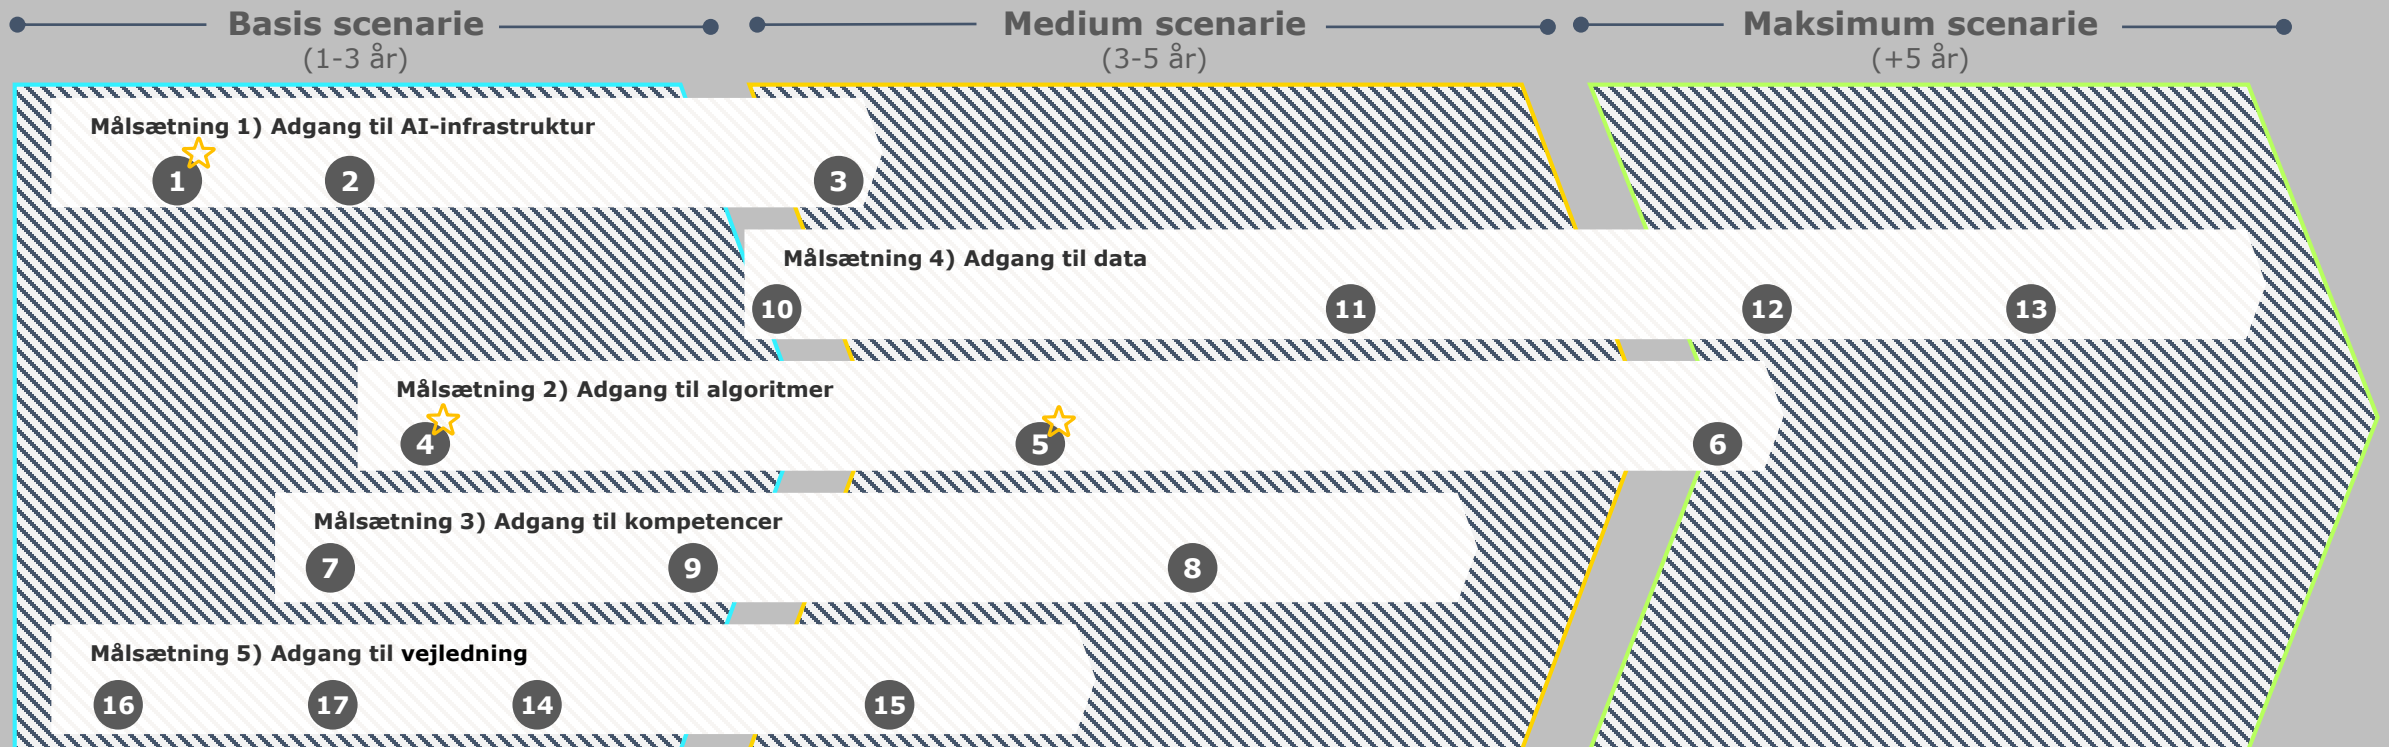 Basis scenarie
(1-3 år)
Medium scenarie
(3-5 år)
Maksimum scenarie
(+5 år)
Målsætning 1) Adgang til AI-infrastruktur
1
2
3
Målsætning 4) Adgang til data
10
11
12
13
Målsætning 2) Adgang til algoritmer
4
5
6
Målsætning 3) Adgang til kompetencer
7
9
8
Målsætning 5) Adgang til vejledning
16
17
14
15